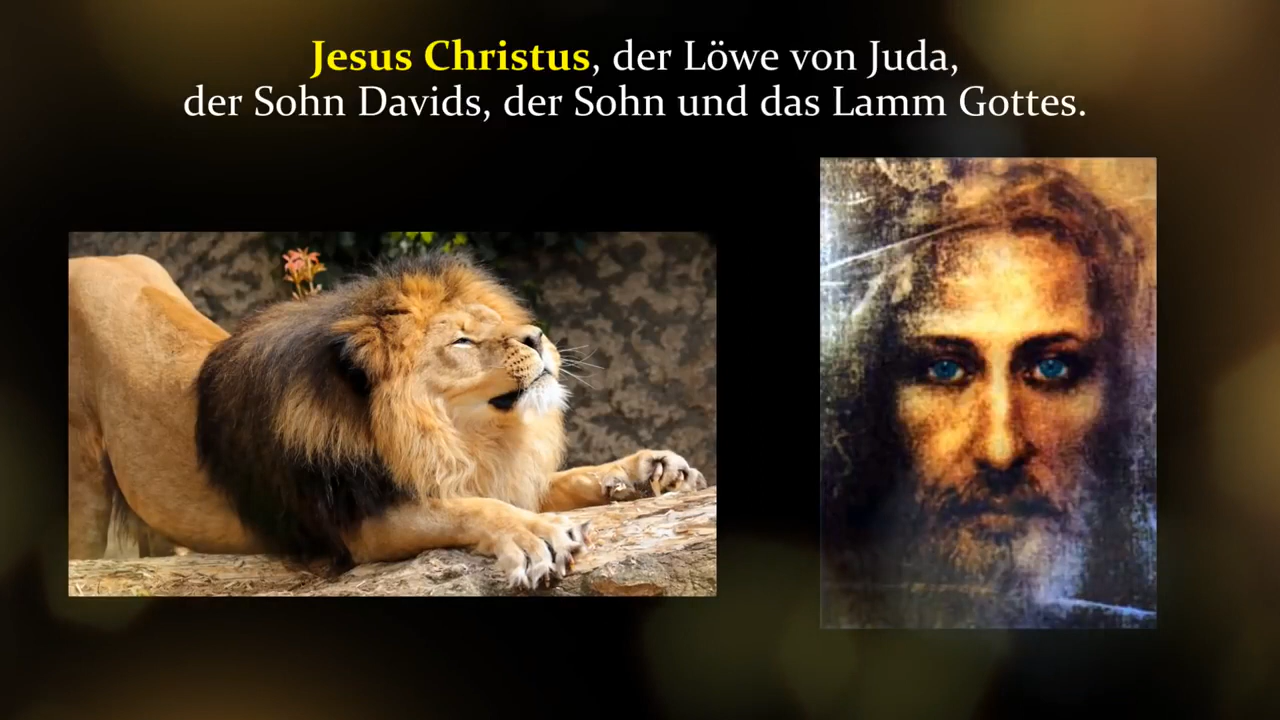 Jesus Christus, der Löwe von Juda,
der Sohn Davids, der Sohn und das Lamm Gottes.